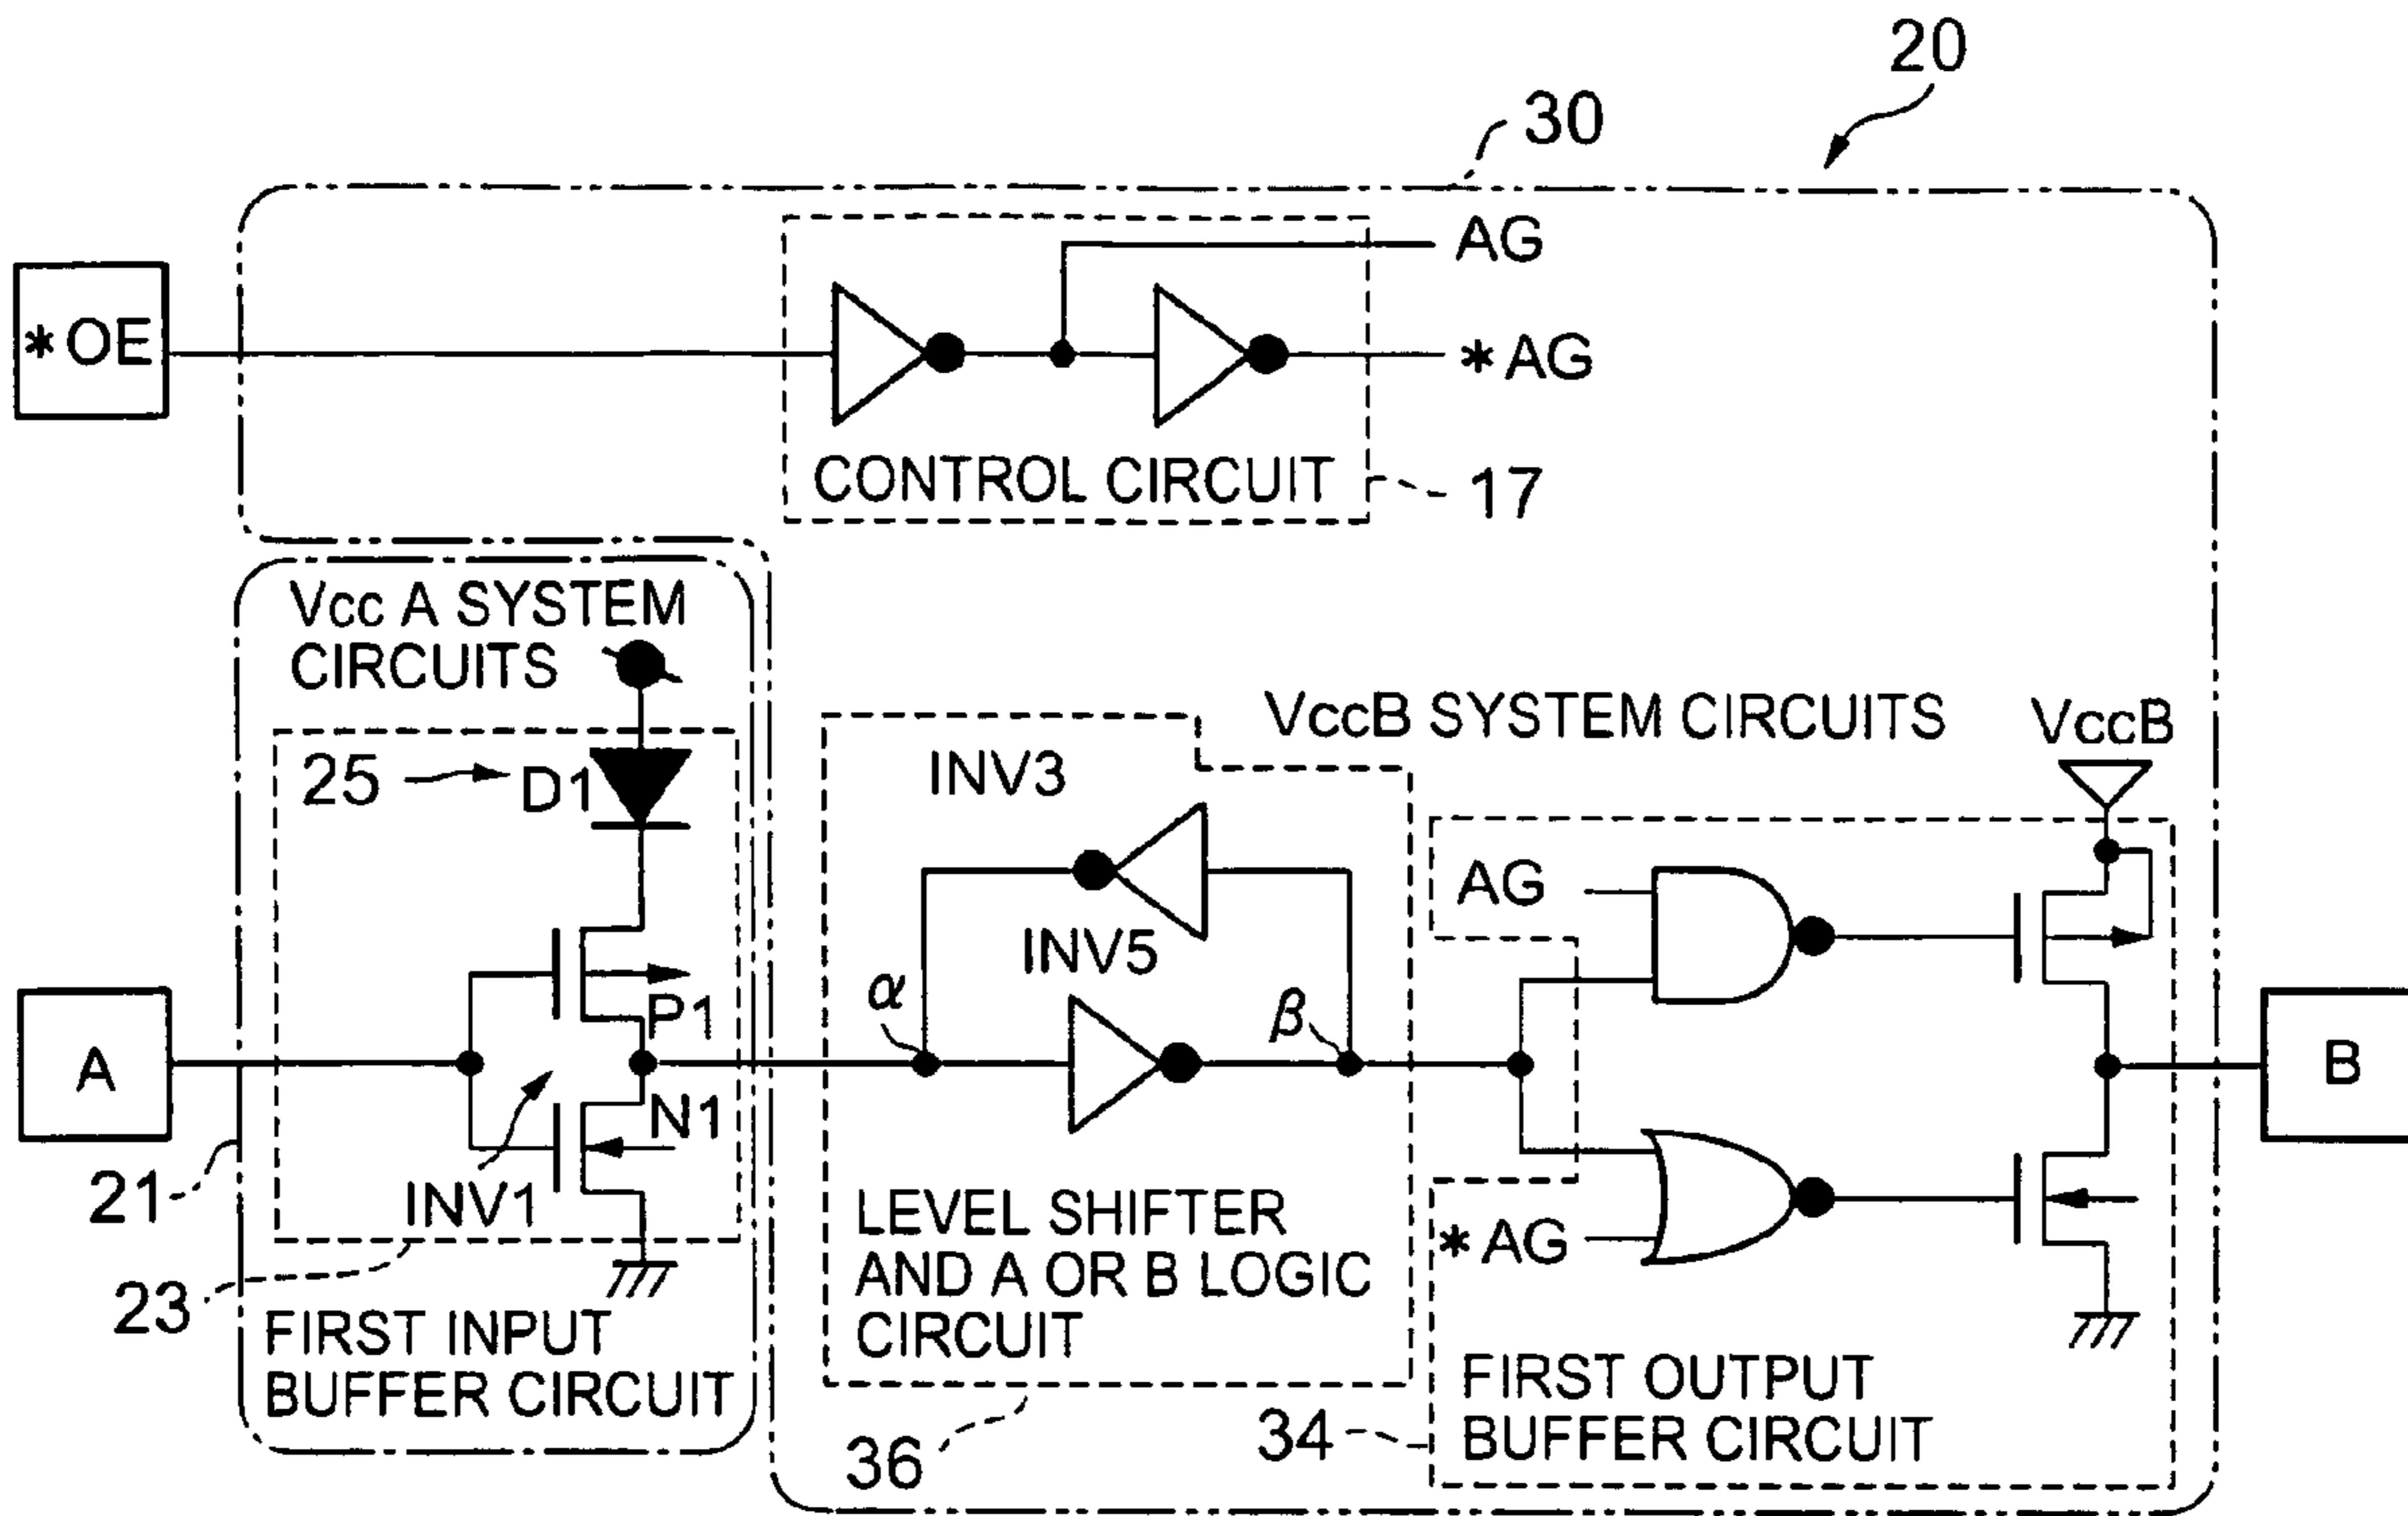 20
30
AG
*OE
*AG
CONTROL CIRCUIT
17
Vcc A SYSTEM
CIRCUITS
VccB SYSTEM CIRCUITS
VccB
25
D1
INV3
AG
INV5
α
P1
β
A
B
N1
21
INV1
LEVEL SHIFTER
AND A OR B LOGIC
CIRCUIT
*AG
23
FIRST INPUT
BUFFER CIRCUIT
FIRST OUTPUT
BUFFER CIRCUIT
36
34